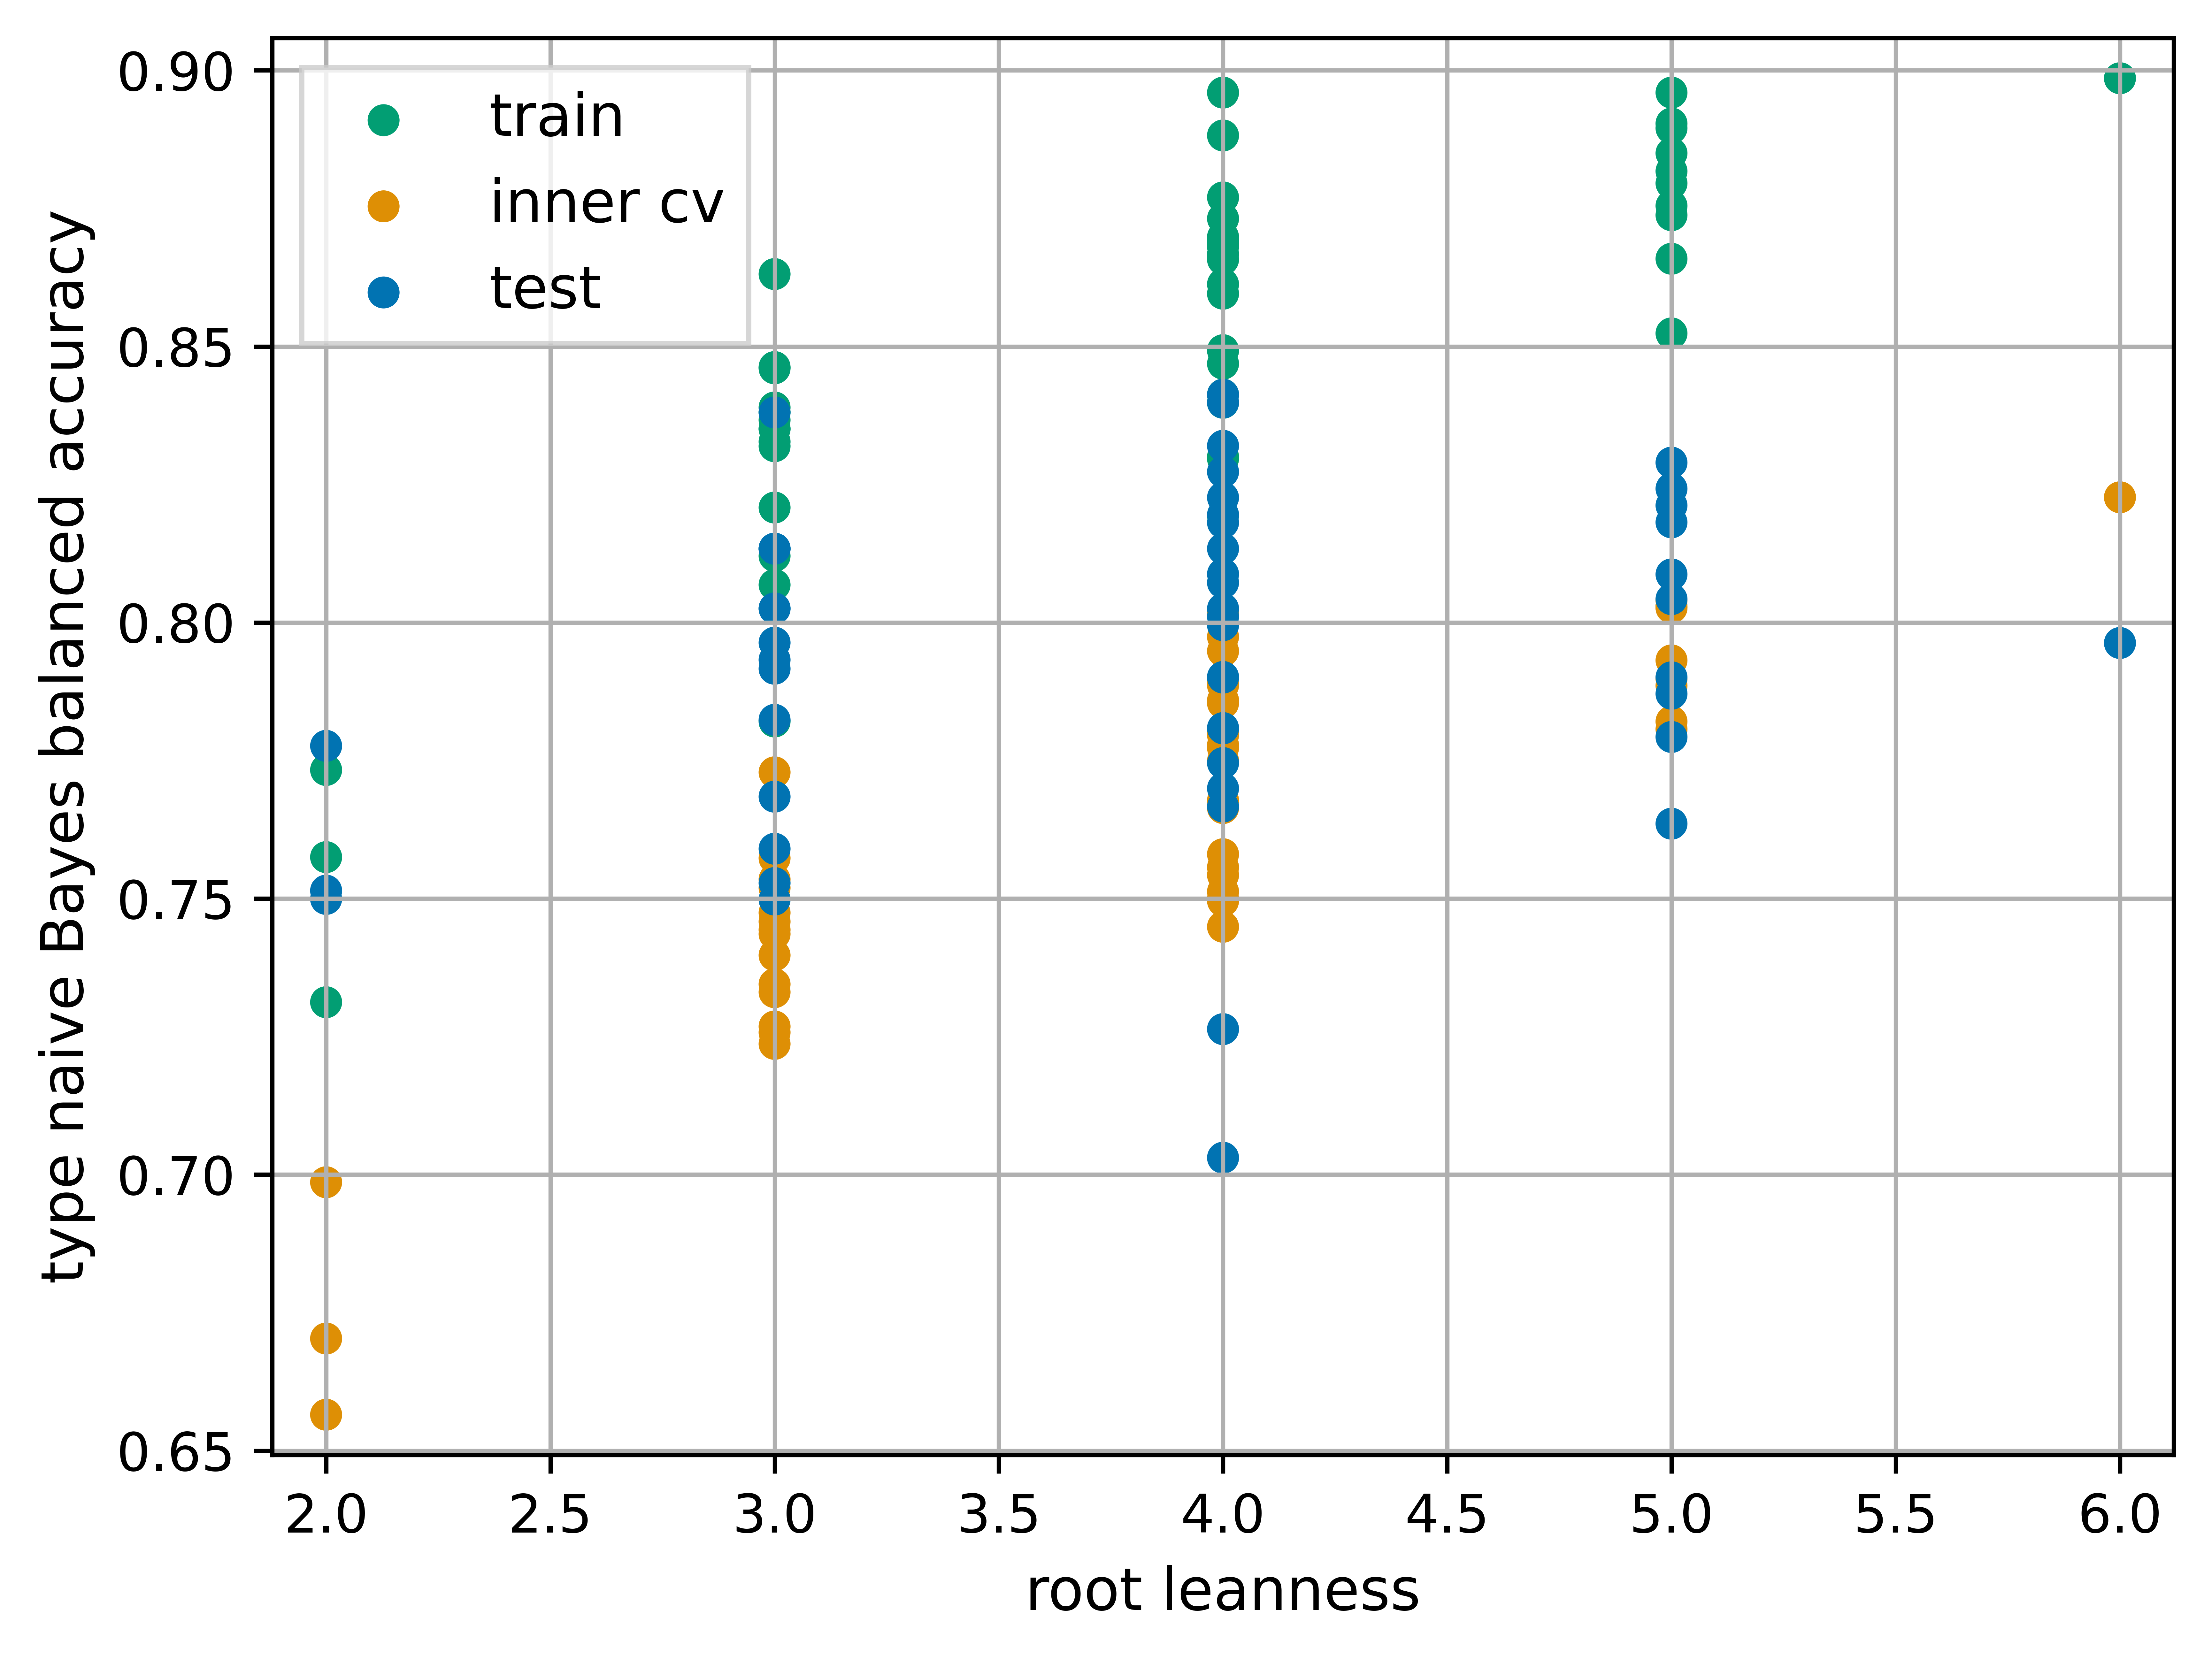 0.90
0.85
0.80
0.75
0.70
0.65
type naive Bayes balanced accuracy
train
inner cv
test
2.0 2.5 3.0 3.5 4.0 4.5 5.0 5.5 6.0
root leanness